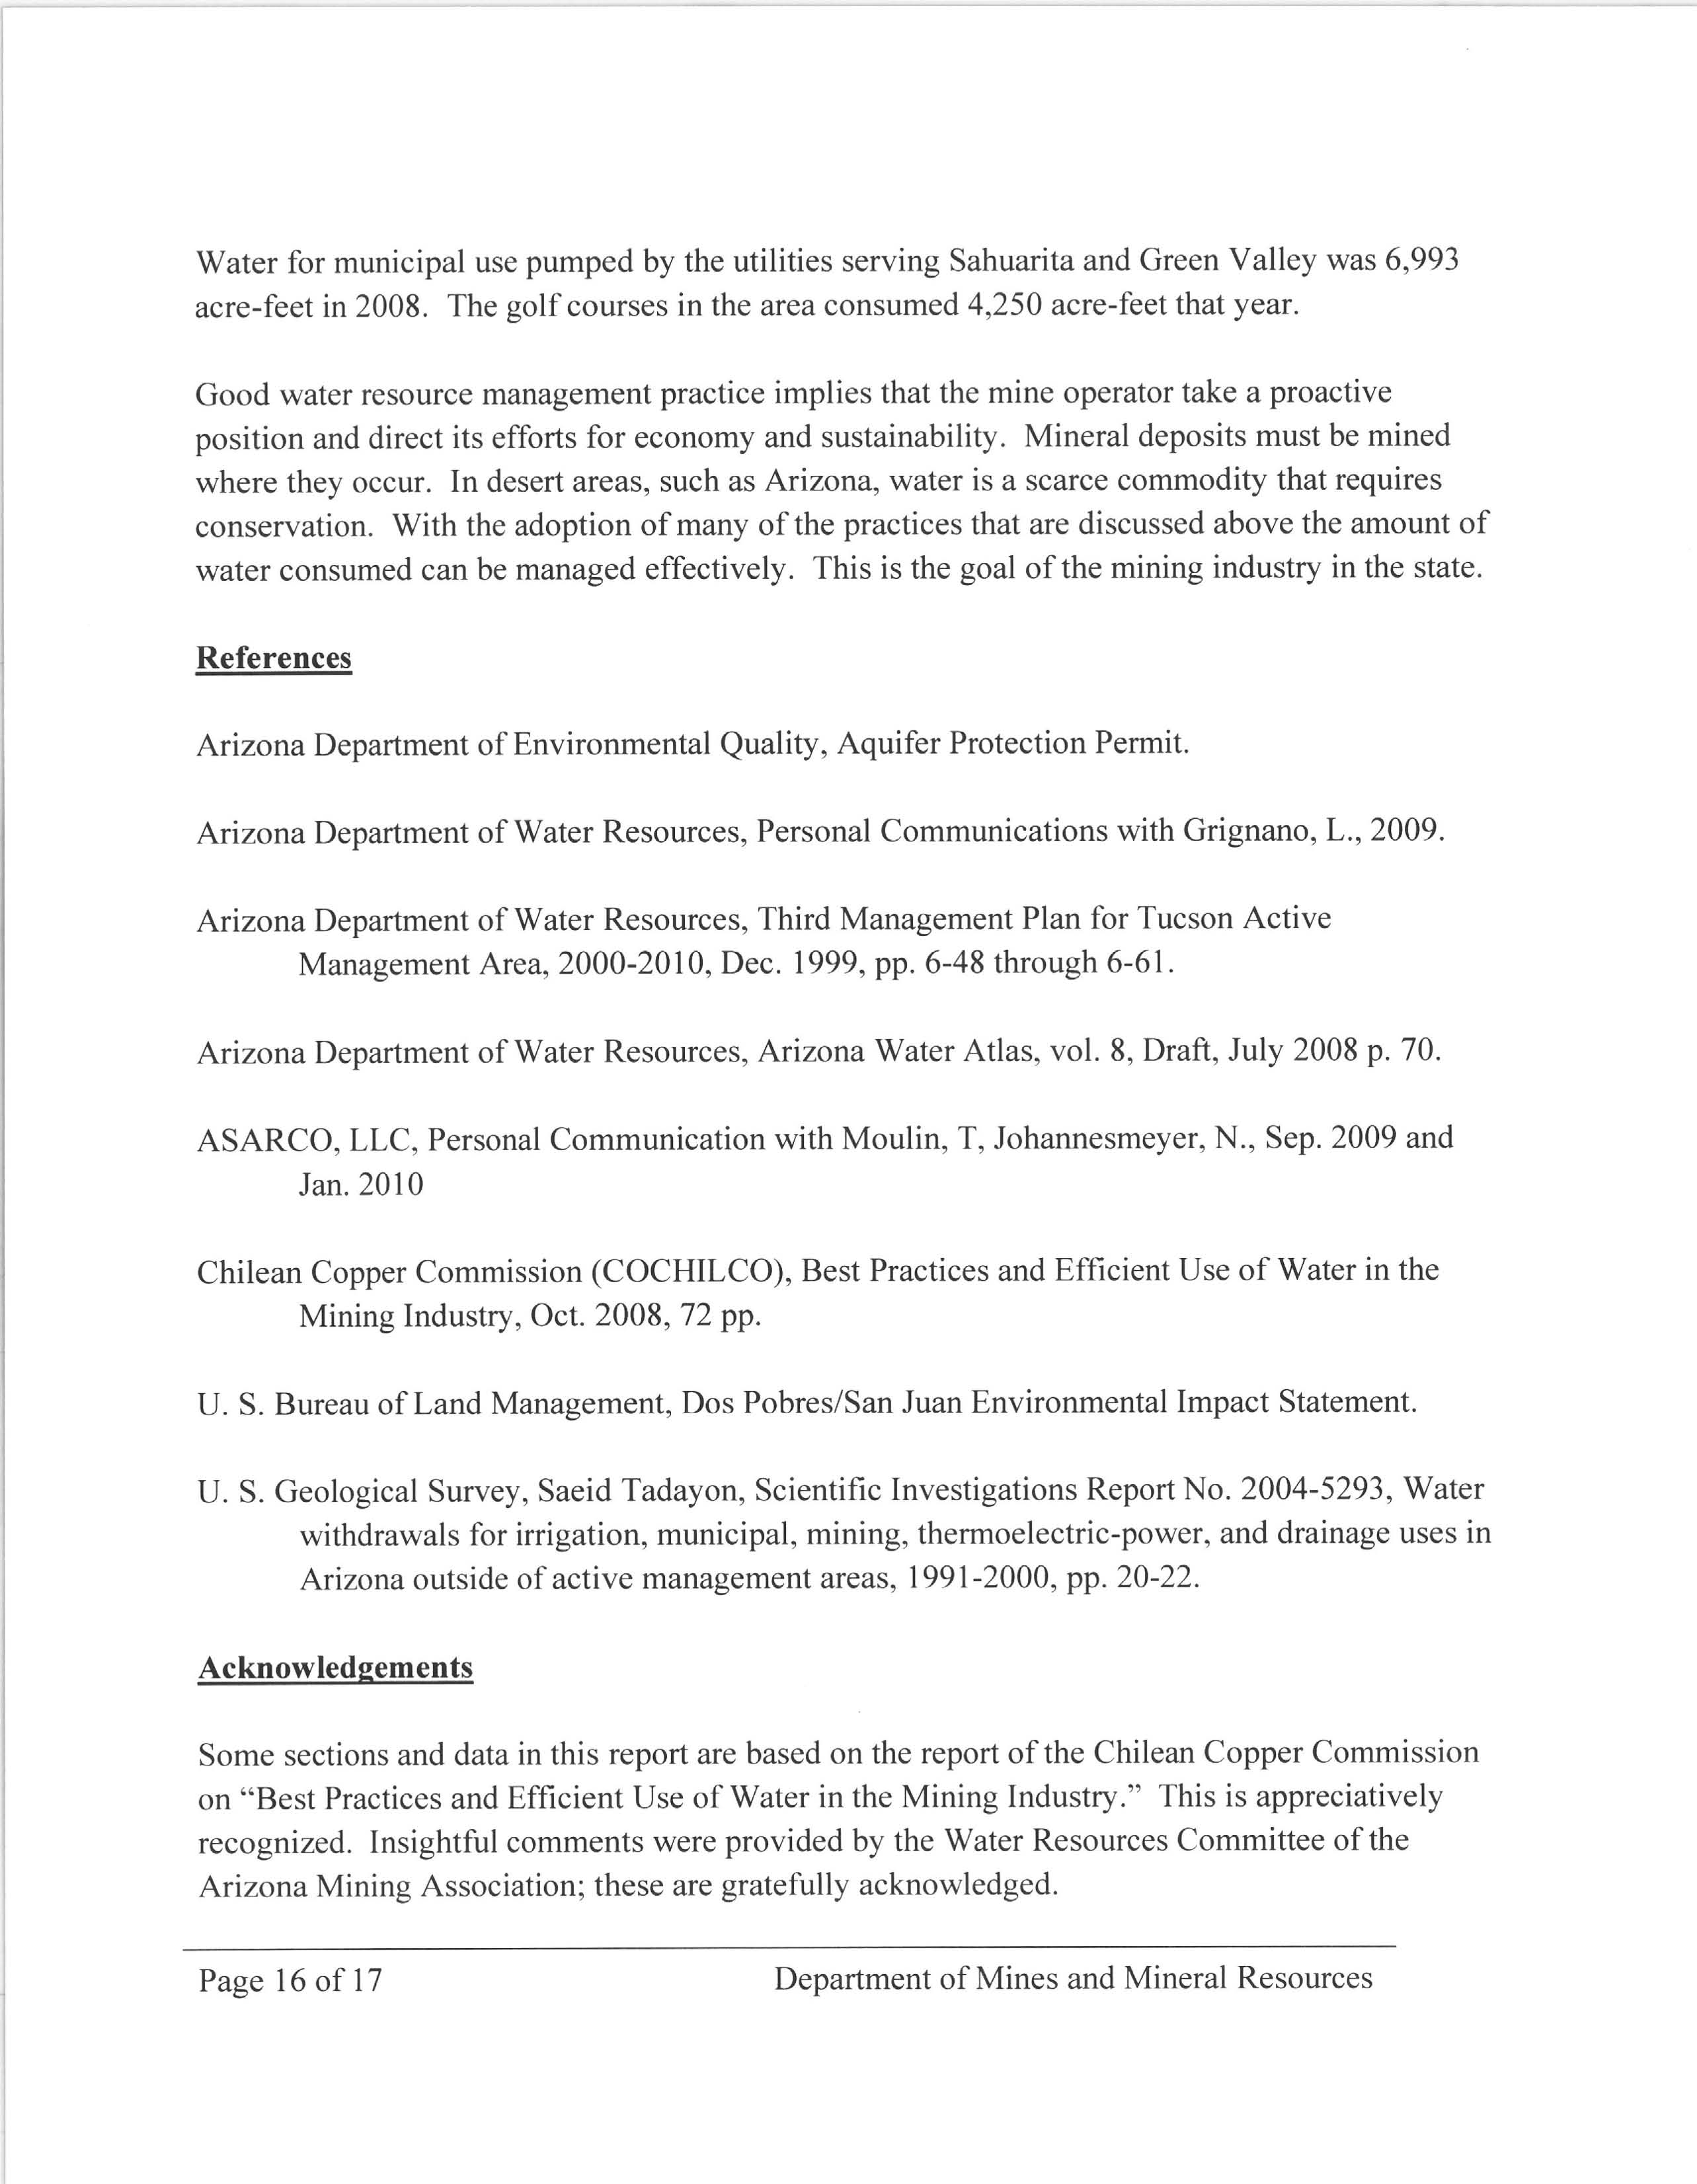 Water for municipal use pumped by the utilities serving Sahuarita and Green Valley was 6,993
acre-feet in 2008.  The golf courses in the area consumed 4,250 acre-feet that year.
Good water resource management practice implies that the mine operator take a proactive
position and direct its efforts for economy and sustainability.  Mineral deposits must be mined
where they occur.  In desert areas, such as Arizona, water is a scarce commodity that requires
conservation.  With the adoption of many of the practices that are discussed above the amount of
water consumed can be managed effectively.  This is the goal of the mining industry in the state.
References
Arizona Department of Environmental Quality, Aquifer Protection Permit.
Arizona Department of Water Resources, Personal Communications with Grignano, L., 2009.
Arizona Department of Water Resources, Third Management Plan for Tucson Active
Management Area, 2000-2010, Dec. 1999, pp. 6-48 through 6-61.
Arizona Department of Water Resources, Arizona Water Atlas, vol. 8, Draft, July 2008 p. 70.
ASARCO, LLC, Personal Communication with Moulin, T, Johannesmeyer, N., Sep. 2009 and
Jan. 2010
Chilean Copper Commission (COCHILCO), Best Practices and Efficient Use of Water in the
Mining Industry, Oct. 2008, 72 pp.
U. S. Bureau of Land Management, Dos Pobres/San Juan Environmental Impact Statement.
U. S. Geological Survey, Saeid Tadayon, Scientific Investigations Report No. 2004-5293, Water
withdrawals for irrigation, municipal, mining, thermoelectric-power, and drainage uses in
Arizona outside of active management areas, 1991-2000, pp. 20-22.
Acknowledgements
Some sections and data in this report are based on the report of the Chilean Copper Commission
on “Best Practices and Efficient Use of Water in the Mining Industry.”  This is appreciatively
recognized.  Insightful comments were provided by the Water Resources Committee of the
Arizona Mining Association; these are gratefully acknowledged.
Page 16 of 17 Department of Mines and Mineral Resources